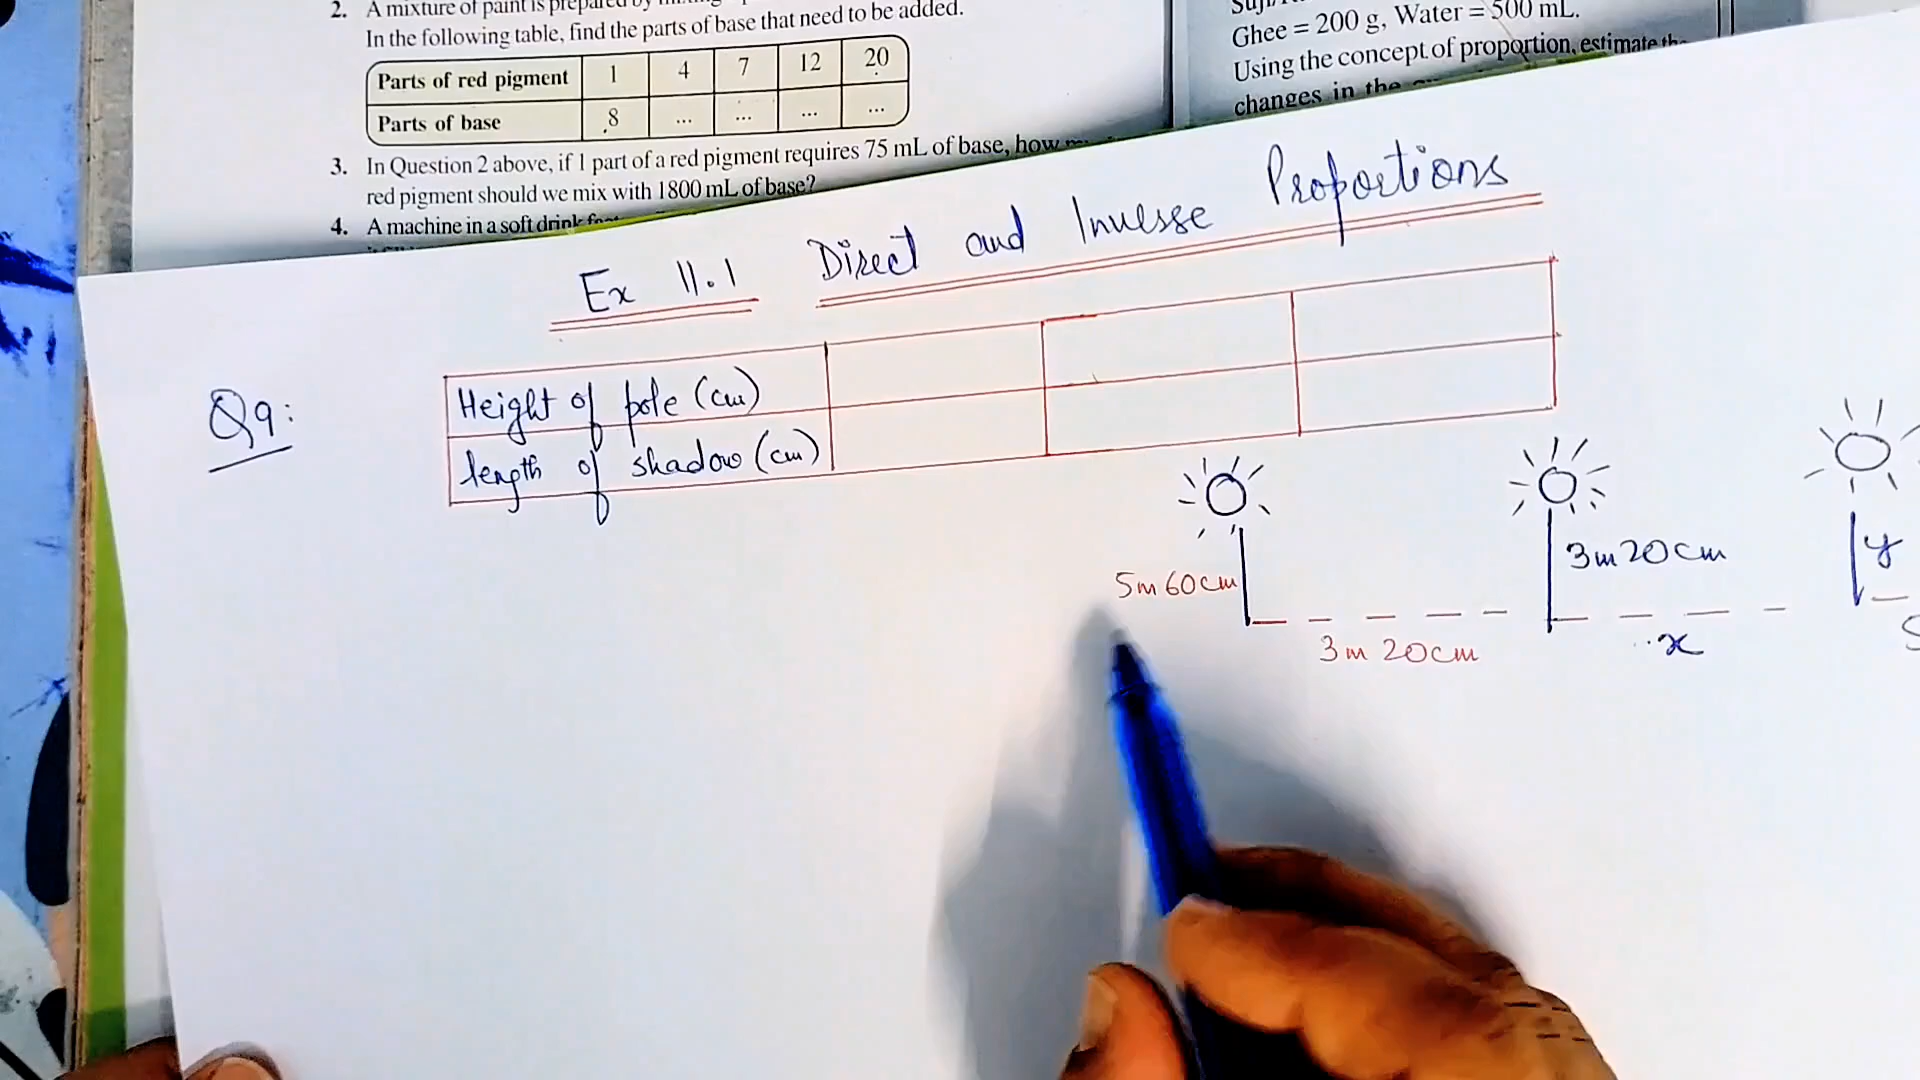 2. A mixture of paint is prepared by
In the following table, find the parts of base that need to be added.
Parts of red pigment 1 4 7 12 20
Parts of base 8 ... ... ... ...
3. In Question 2 above, if 1 part of a red pigment requires 75 mL of base, how
red pigment should we mix with 1800 mL of base?
4. A machine in a soft drink
Ghee = 200 g, Water = 500 mL.
Using the concept of proportion, estimate the
changes in the
Ex 11.1 Direct and Inverse Proportions
Q9:
Height of pole (cm)
length of shadow (cm)
5m 60cm
3m 20cm
3m 20cm
x
y